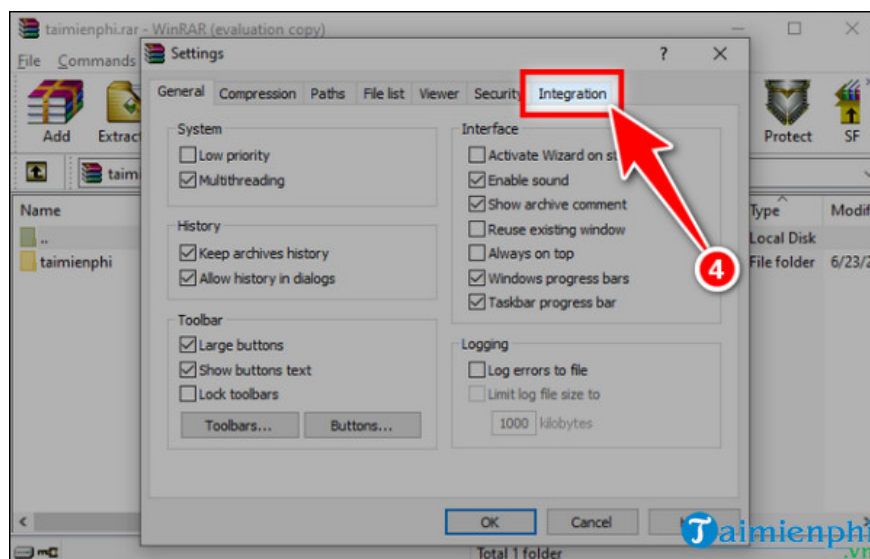 taimienphi.rar - WinRAR (evaluation copy)
File Commands
Settings
?
General Compression Paths File list Viewer Security Integration
Add
Protect
SF
System
Low priority
Multithreading
Interface
Activate Wizard on
Enable sound
Show archive comment
Reuse existing window
Always on top
Windows progress bars
Taskbar progress bar
4
Name
Type
..
Local Disk
taimienphi
File folder
History
Keep archives history
Allow history in dialogs
Toolbar
Large buttons
Show buttons text
Lock toolbars
Toolbars...
Buttons...
Logging
Log errors to file
Limit log file size to
1000 kilobytes
OK
Cancel
Total 1 folder
Taimienphi
.vn